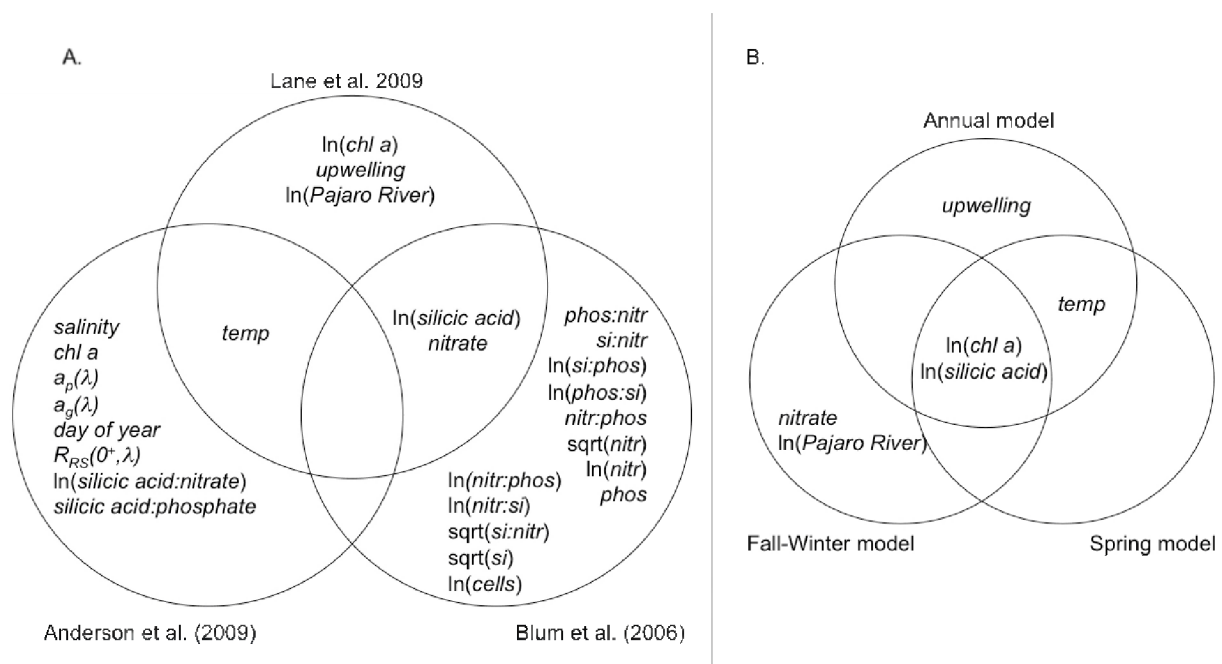 A.
Lane et al. 2009
ln(chl a)
upwelling
ln(Pajaro River)
temp
ln(silicic acid)
nitrate
salinity
chl a
aₚ(λ)
a_g(λ)
day of year
R_RS(0⁺,λ)
ln(silicic acid:nitrate)
silicic acid:phosphate
phos:nitr
si:nitr
ln(si:phos)
ln(phos:si)
nitr:phos
sqrt(nitr)
ln(nitr)
phos
ln(nitr:phos)
ln(nitr:si)
sqrt(si:nitr)
sqrt(si)
ln(cells)
Anderson et al. (2009)
Blum et al. (2006)
B.
Annual model
upwelling
temp
ln(chl a)
ln(silicic acid)
nitrate
ln(Pajaro River)
Fall-Winter model
Spring model